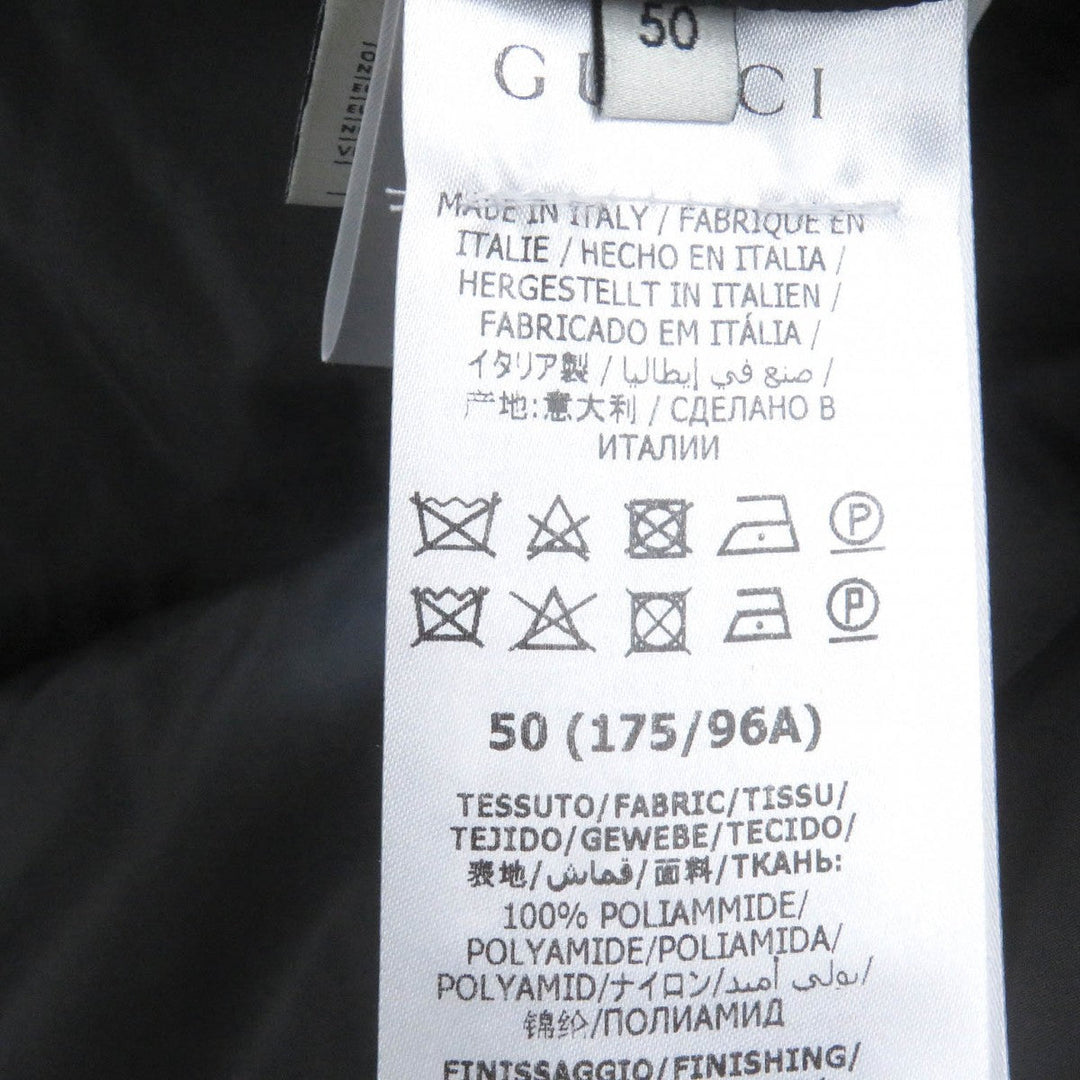 50
GUCCI
MADE IN ITALY / FABRIQUÉ EN
ITALIE / HECHO EN ITALIA /
HERGESTELLT IN ITALIEN /
FABRICADO EM ITÁLIA /
イタリア製 / صنع في إيطاليا /
产地:意大利 / СДЕЛАНО В
ИТАЛИИ
P
P
50 (175/96A)
TESSUTO/FABRIC/TISSU/
TEJIDO/GEWEBE/TECIDO/
表地/قماش/面料/ТКАНЬ:
100% POLIAMMIDE/
POLYAMIDE/POLIAMIDA/
POLYAMID/ナイロン/بولي أميد/
锦纶/ПОЛИАМИД
FINISSAGGIO/FINISHING/